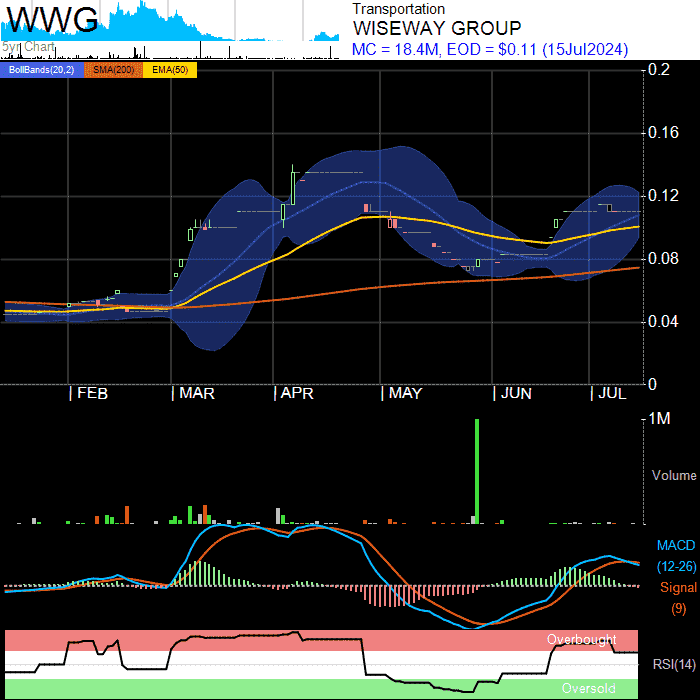 WWG
5yr Chart
Transportation
WISEWAY GROUP
MC = 18.4M, EOD = $0.11 (15Jul2024)
BollBands(20,2) SMA(200) EMA(50)
0.2
0.16
0.12
0.08
0.04
0
FEB MAR APR MAY JUN JUL
1M
Volume
MACD
(12-26)
Signal
(9)
Overbought
RSI(14)
Oversold